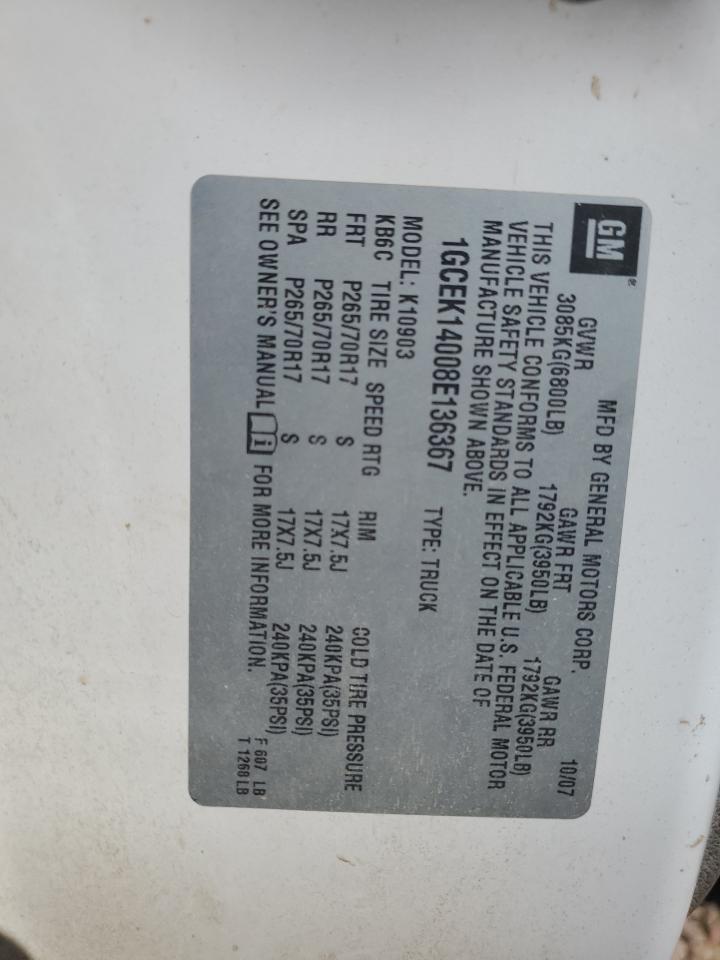 GM®
MFD BY GENERAL MOTORS CORP. 10/07
GVWR GAWR FRT GAWR RR
3085KG(6800LB) 1792KG(3950LB) 1792KG(3950LB)
THIS VEHICLE CONFORMS TO ALL APPLICABLE U.S. FEDERAL MOTOR
VEHICLE SAFETY STANDARDS IN EFFECT ON THE DATE OF
MANUFACTURE SHOWN ABOVE.
1GCEK14008E136367 TYPE: TRUCK
MODEL: K10903
KB6C TIRE SIZE SPEED RTG RIM COLD TIRE PRESSURE
FRT P265/70R17 S 17X7.5J 240KPA(35PSI)
RR P265/70R17 S 17X7.5J 240KPA(35PSI)
SPA P265/70R17 S 17X7.5J 240KPA(35PSI)
SEE OWNER'S MANUAL i FOR MORE INFORMATION.
F 607 LB
T 1268 LB